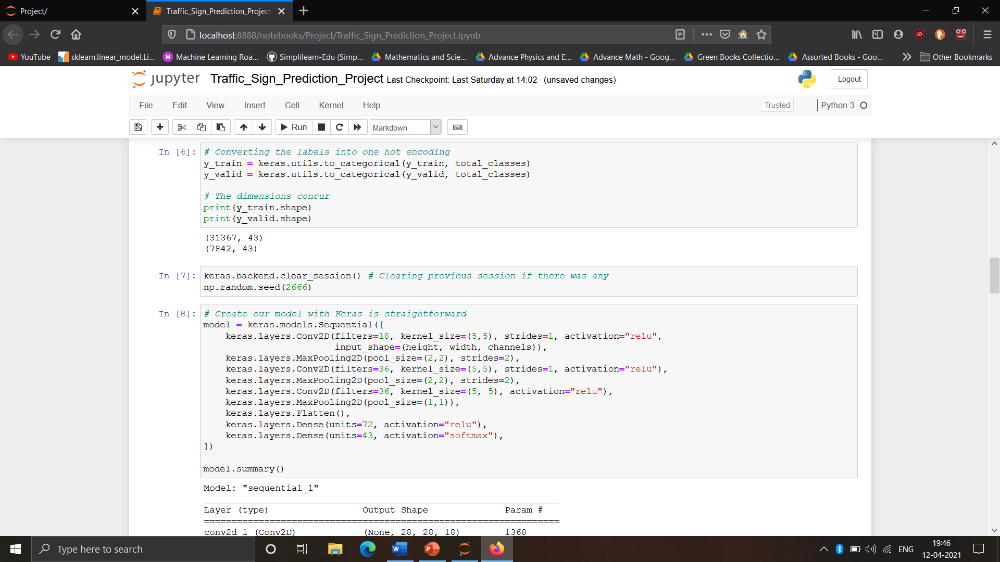 Project/
Traffic_Sign_Prediction_Project
localhost:8888/notebooks/Project/Traffic_Sign_Prediction_Project.ipynb
YouTube
sklearn.linear_model.Li...
Machine Learning Roa...
Simplilearn-Edu (Simp...
Mathematics and Scie...
Advance Physics and E...
Advance Math - Goog...
Green Books Collectio...
Assorted Books - Goo...
Other Bookmarks
jupyter Traffic_Sign_Prediction_Project Last Checkpoint: Last Saturday at 14:02 (unsaved changes)
Logout
File Edit View Insert Cell Kernel Help
Trusted
Python 3
Run
Markdown
In [6]: # Converting the labels into one hot encoding
y_train = keras.utils.to_categorical(y_train, total_classes)
y_valid = keras.utils.to_categorical(y_valid, total_classes)
# The dimensions concur
print(y_train.shape)
print(y_valid.shape)
(31367, 43)
(7842, 43)
In [7]: keras.backend.clear_session() # Clearing previous session if there was any
np.random.seed(2666)
In [8]: # Create our model with Keras is straightforward
model = keras.models.Sequential([
    keras.layers.Conv2D(filters=18, kernel_size=(5,5), strides=1, activation="relu",
                        input_shape=(height, width, channels)),
    keras.layers.MaxPooling2D(pool_size=(2,2), strides=2),
    keras.layers.Conv2D(filters=36, kernel_size=(5,5), strides=1, activation="relu"),
    keras.layers.MaxPooling2D(pool_size=(2,2), strides=2),
    keras.layers.Conv2D(filters=36, kernel_size=(5, 5), activation="relu"),
    keras.layers.MaxPooling2D(pool_size=(1,1)),
    keras.layers.Flatten(),
    keras.layers.Dense(units=72, activation="relu"),
    keras.layers.Dense(units=43, activation="softmax"),
])
model.summary()
Model: "sequential_1"
Layer (type) Output Shape Param #
conv2d_1 (Conv2D) (None, 28, 28, 18) 1368
Type here to search
ENG
19:46
12-04-2021